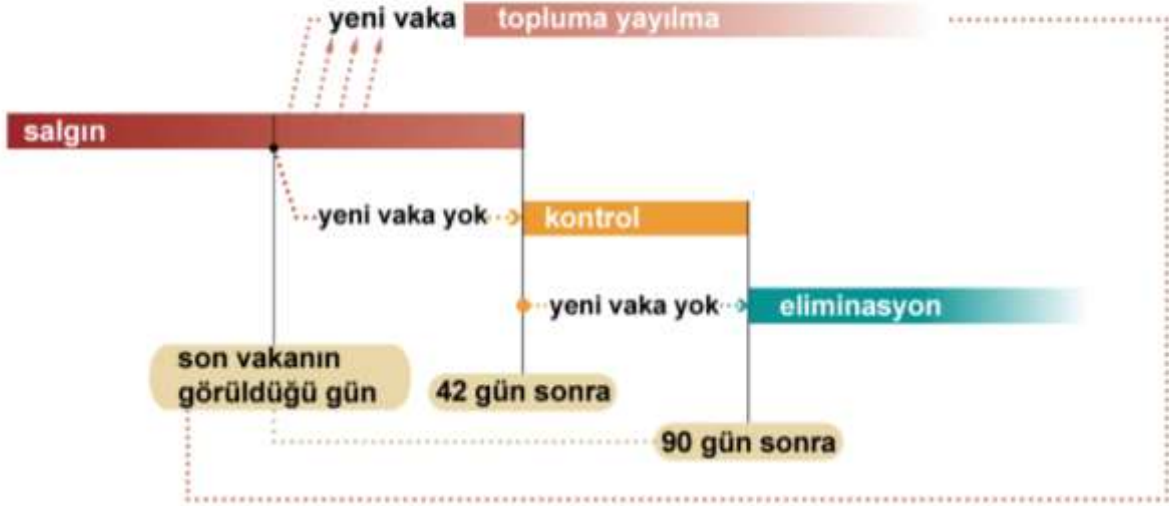 yeni vaka topluma yayılma
salgın
yeni vaka yok kontrol
yeni vaka yok eliminasyon
son vakanın
görüldüğü gün
42 gün sonra
90 gün sonra